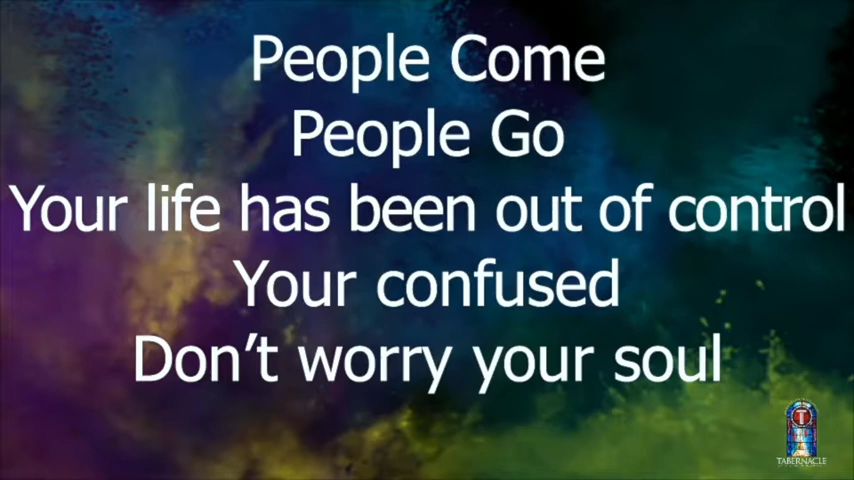 People Come
People Go
Your life has been out of control
Your confused
Don’t worry your soul
T
TABERNACLE